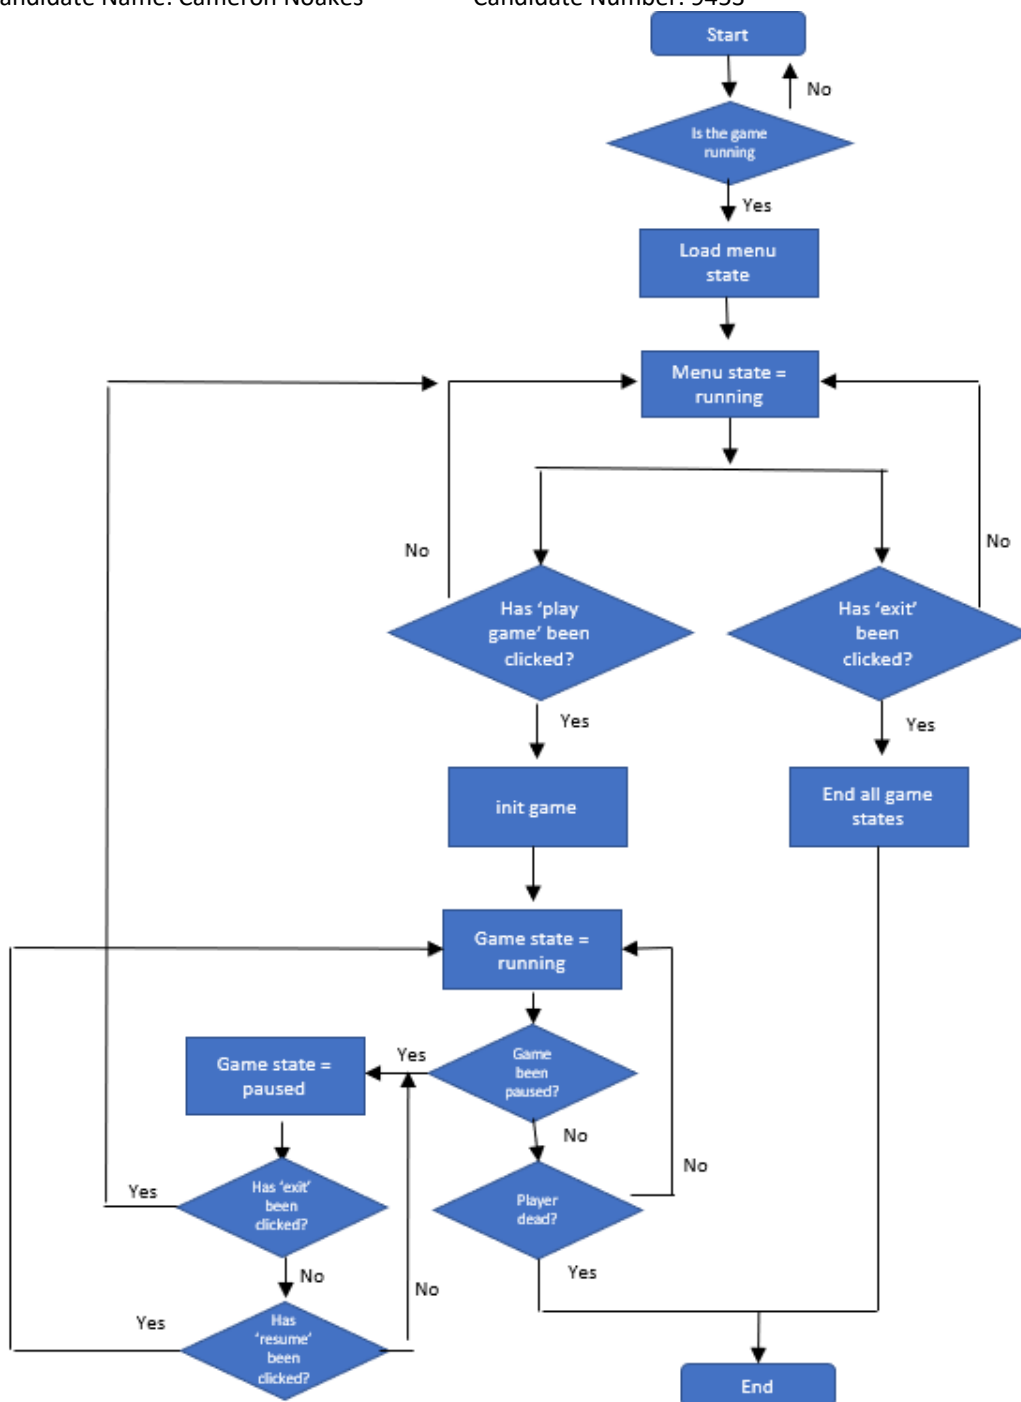 Candidate Name: Cameron Noakes Candidate Number: 9435
Start
No
Is the game
running
Yes
Load menu
state
Menu state =
running
No
No
Has ‘play
game’ been
clicked?
Has ‘exit’
been
clicked?
Yes
Yes
init game
End all game
states
Game state =
running
Yes
Game
been
paused?
Game state =
paused
No
No
Yes
Has ‘exit’
been
clicked?
Player
dead?
No
No
Yes
Yes
Has
‘resume’
been
clicked?
End